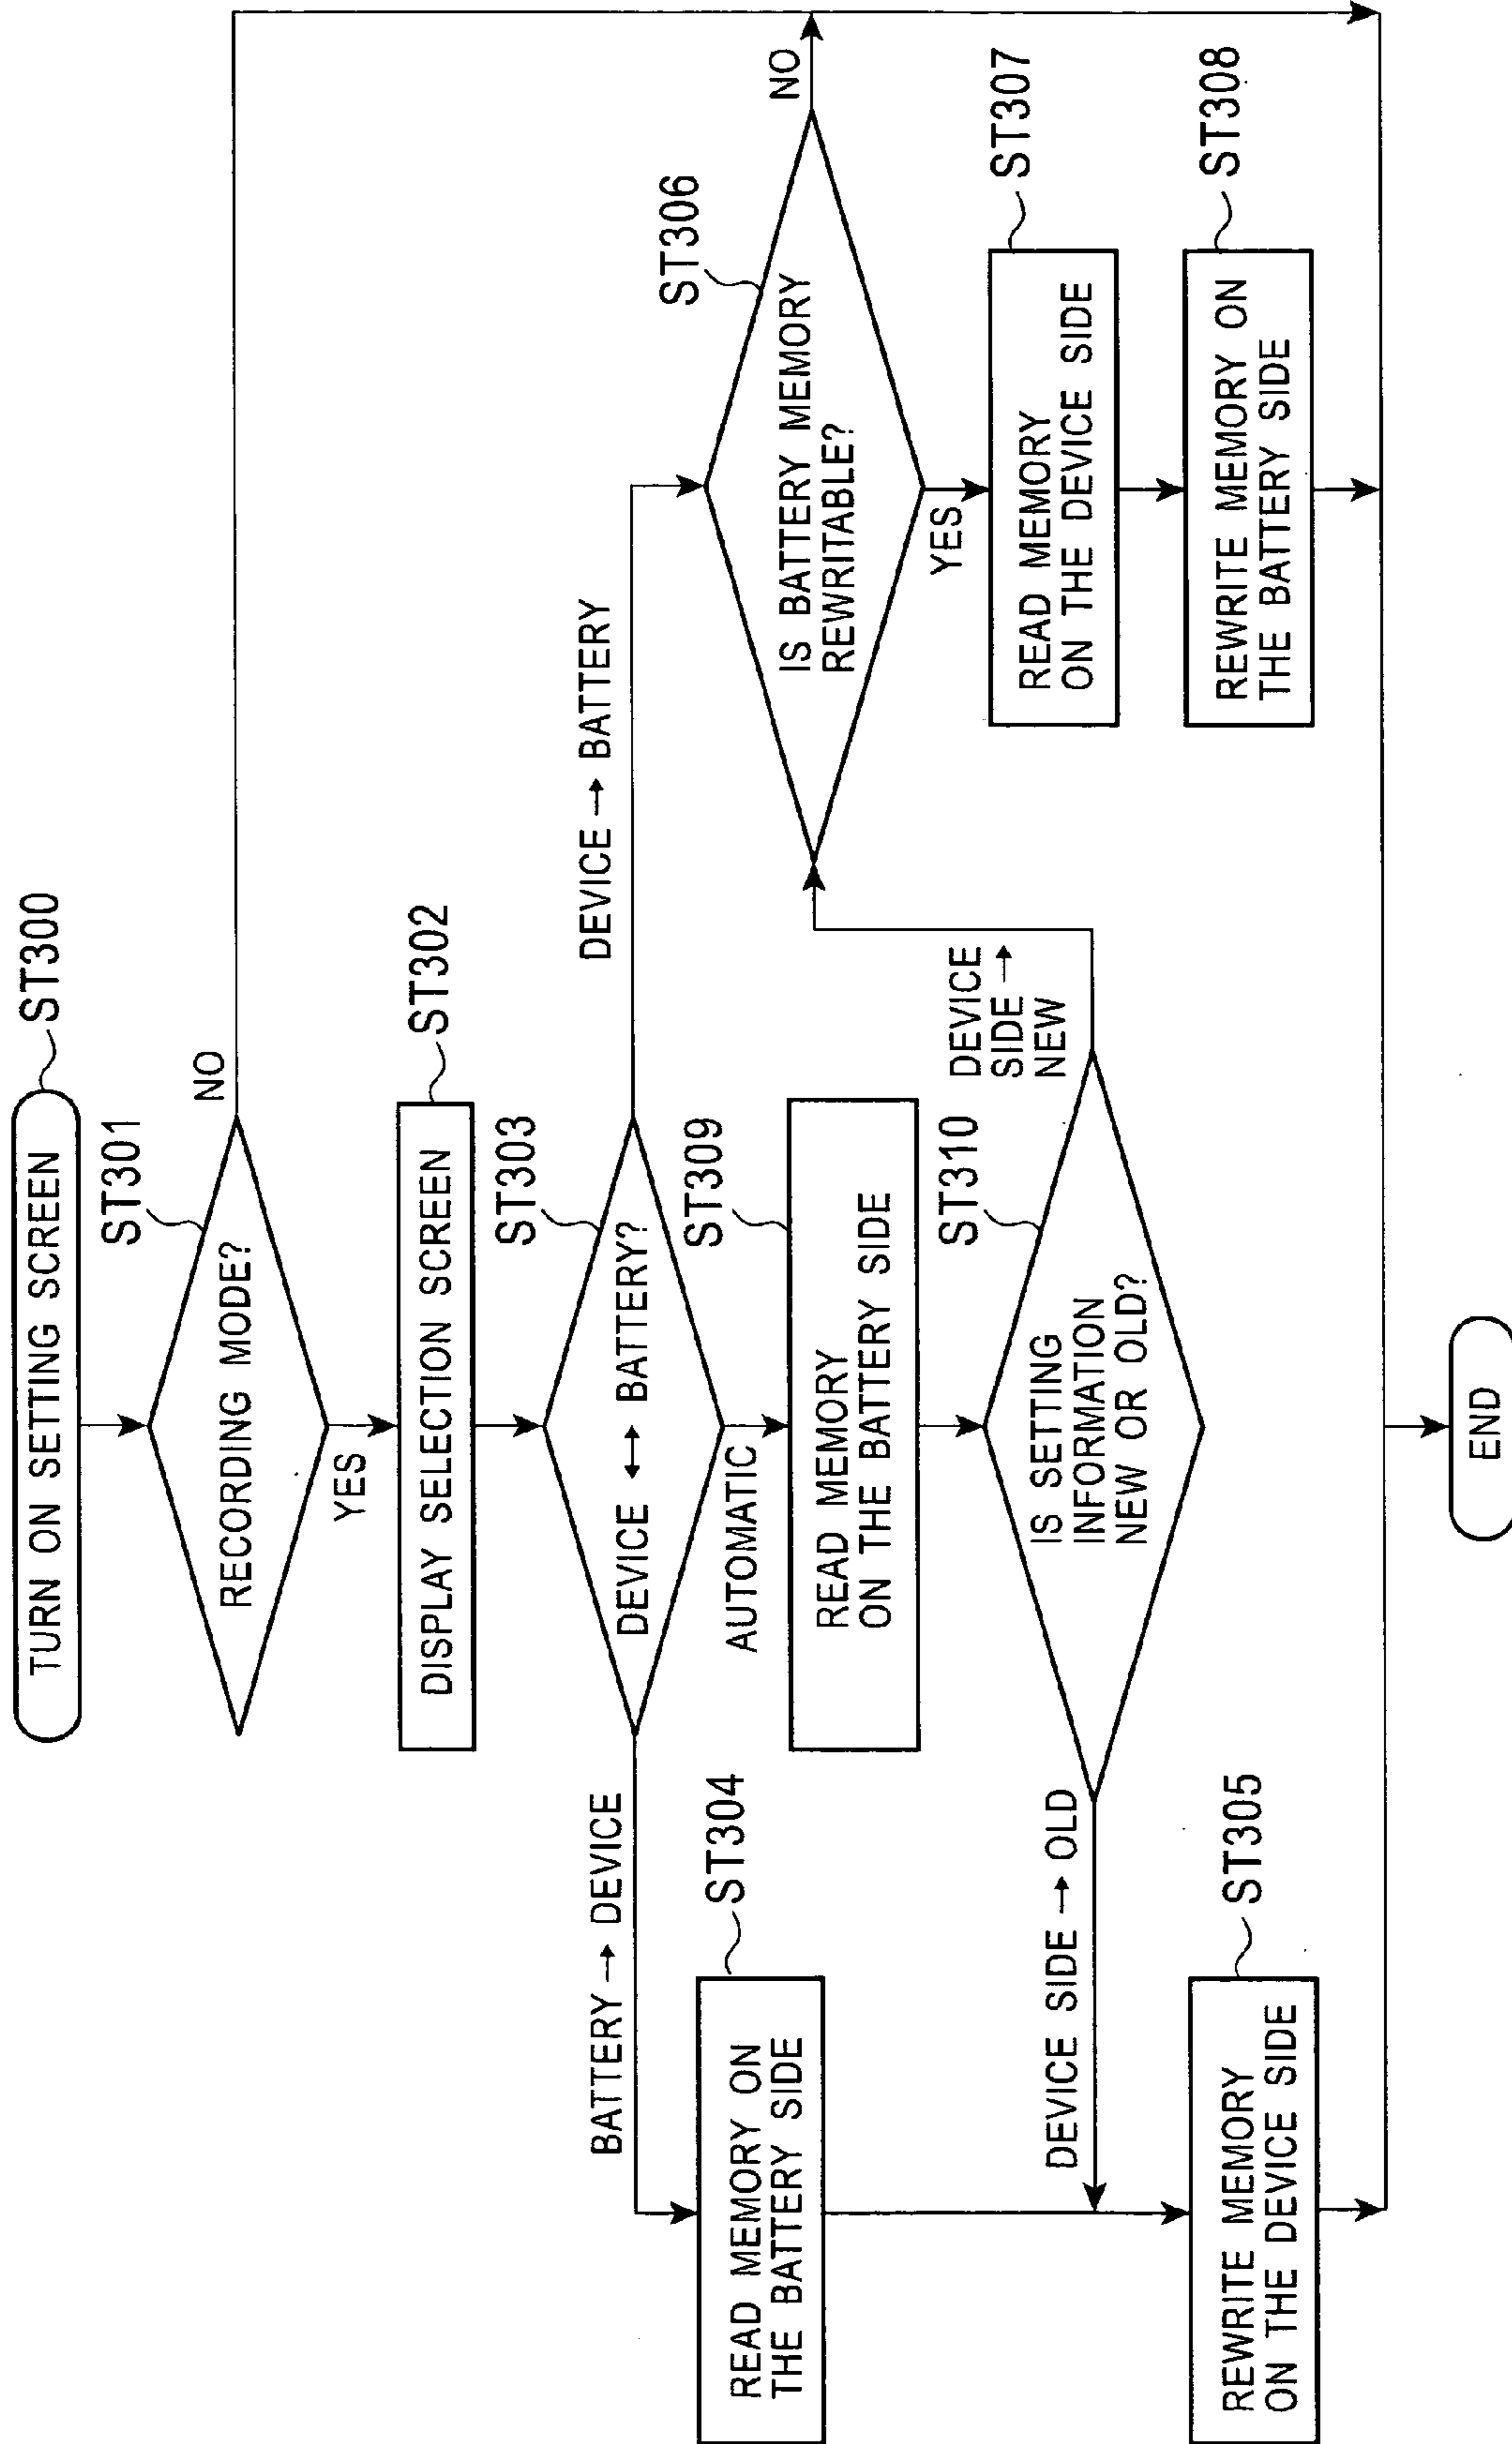 TURN ON SETTING SCREEN
ST300
ST301
RECORDING MODE?
NO
YES
DISPLAY SELECTION SCREEN
ST302
ST303
DEVICE ↔ BATTERY?
BATTERY → DEVICE
DEVICE → BATTERY
AUTOMATIC
ST304
READ MEMORY ON
THE BATTERY SIDE
ST309
READ MEMORY
ON THE BATTERY SIDE
ST306
IS BATTERY MEMORY
REWRITABLE?
NO
YES
ST310
IS SETTING
INFORMATION
NEW OR OLD?
DEVICE SIDE → OLD
DEVICE
SIDE →
NEW
ST307
READ MEMORY
ON THE DEVICE SIDE
ST305
REWRITE MEMORY
ON THE DEVICE SIDE
ST308
REWRITE MEMORY ON
THE BATTERY SIDE
END